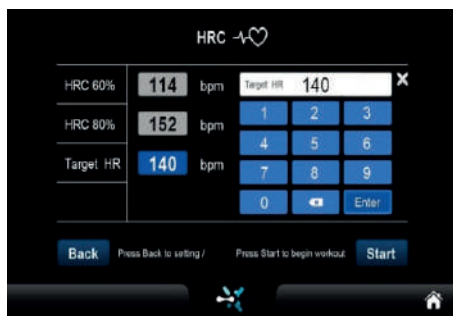 HRC
HRC 60% 114 bpm
HRC 80% 152 bpm
Target HR 140 bpm
Target HR 140 X
1 2 3
4 5 6
7 8 9
0 Enter
Back Press Back to setting / Press Start to begin workout Start